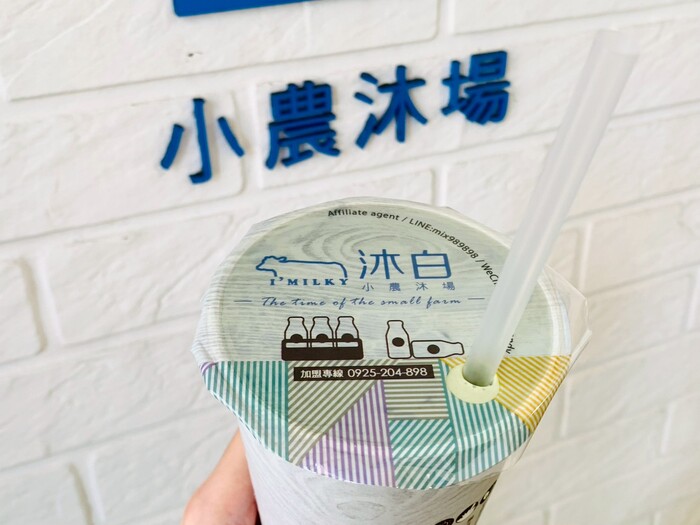 小農沐場
Affiliate agent / LINE:mix989898 / WeC
I'MILKY
沐白
小農沐場
The time of the small farm
加盟專線 0925-204-898